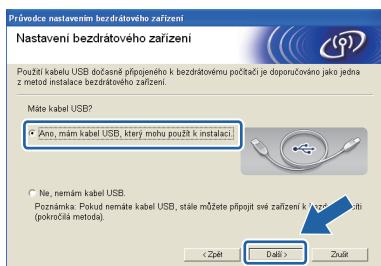 Průvodce nastavením bezdrátového zařízení
Nastavení bezdrátového zařízení
Použití kabelu USB dočasně připojeného k bezdrátovému počítači je doporučováno jako jedna
z metod instalace bezdrátového zařízení.
Máte kabel USB?
Ano, mám kabel USB, který mohu použít k instalaci.
Ne, nemám kabel USB.
Poznámka: Pokud nemáte kabel USB, stále můžete připojit své zařízení k
(pokročilá metoda).
< Zpět
Další >
Zrušit